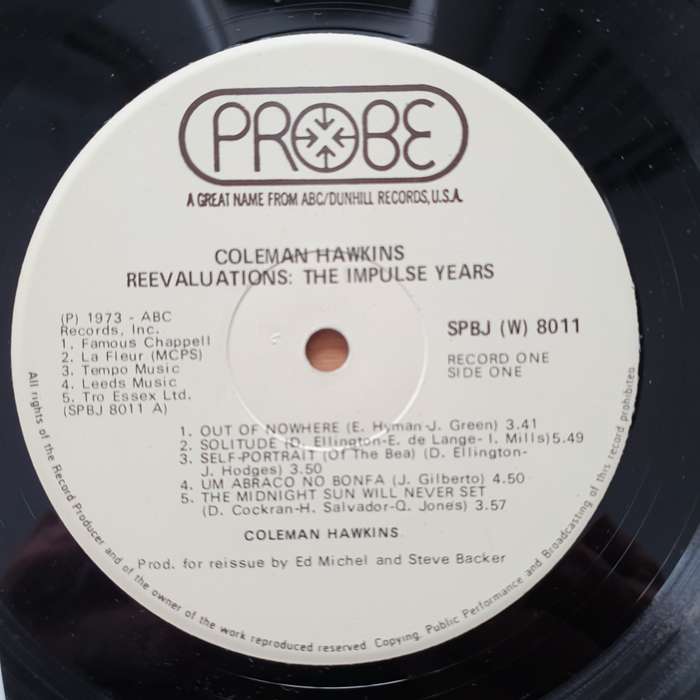 PROBE
A GREAT NAME FROM ABC/DUNHILL RECORDS, U.S.A.
COLEMAN HAWKINS
REEVALUATIONS: THE IMPULSE YEARS
(P) 1973 - ABC
Records, Inc.
1. Famous Chappell
2. La Fleur (MCPS)
3. Tempo Music
4. Leeds Music
5. Tro Essex Ltd.
(SPBJ 8011 A)
SPBJ (W) 8011
RECORD ONE
SIDE ONE
1. OUT OF NOWHERE (E. Hyman-J. Green) 3.41
2. SOLITUDE (D. Ellington-E. de Lange- I. Mills) 5.49
3. SELF-PORTRAIT (Of The Bea) (D. Ellington-
J. Hodges) 3.50
4. UM ABRACO NO BONFA (J. Gilberto) 4.50
5. THE MIDNIGHT SUN WILL NEVER SET
(D. Cockran-H. Salvador-Q. Jones) 3.57
COLEMAN HAWKINS
Prod. for reissue by Ed Michel and Steve Backer
All rights of the Record Producer and of the owner of the work reproduced reserved. Copying, Public Performance and Broadcasting of this record prohibited